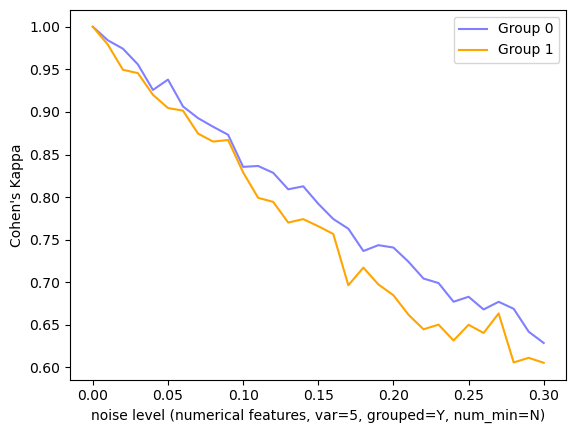 1.00
0.95
0.90
0.85
0.80
0.75
0.70
0.65
0.60
Cohen's Kappa
Group 0
Group 1
0.00 0.05 0.10 0.15 0.20 0.25 0.30
noise level (numerical features, var=5, grouped=Y, num_min=N)